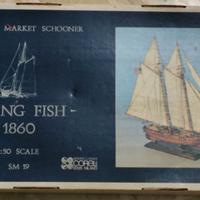 MARKET SCHOONER
NG FISH
1860
:50 SCALE
SM 19
COREL